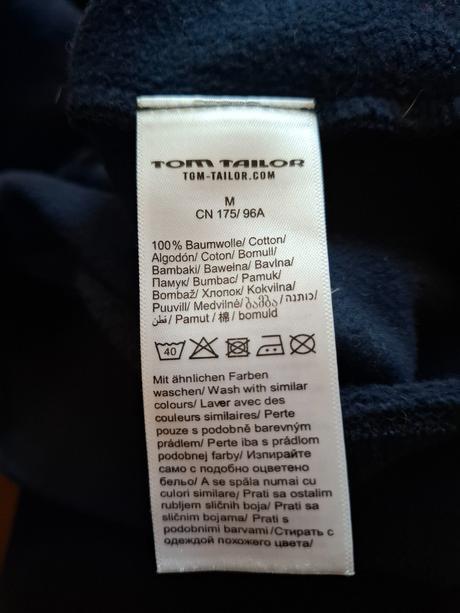 TOM TAILOR
TOM-TAILOR.COM
M
CN 175/ 96A
100% Baumwolle/ Cotton/
Algodón/ Coton/ Bomull/
Bambaki/ Bawełna/ Bavlna/
Памук/ Bumbac/ Pamuk/
Bombaž/ Хлопок/ Kokvilna/
Puuvill/ Medvilnė/ ბამბა/ כותנה/
قطن/ Pamut/ 棉/ bomuld
40
Mit ähnlichen Farben
waschen/ Wash with similar
colours/ Laver avec des
couleurs similaires/ Perte
pouze s podobně barevným
prádlem/ Perte iba s prádlom
podobnej farby/ Изпирайте
само с подобно оцветено
бельо/ A se spăla numai cu
culori similare/ Prati sa ostalim
rubljem sličnih boja/ Prati sa
sličnim bojama/ Prati s
podobnimi barvami/ Стирать с
одеждой похожего цвета/